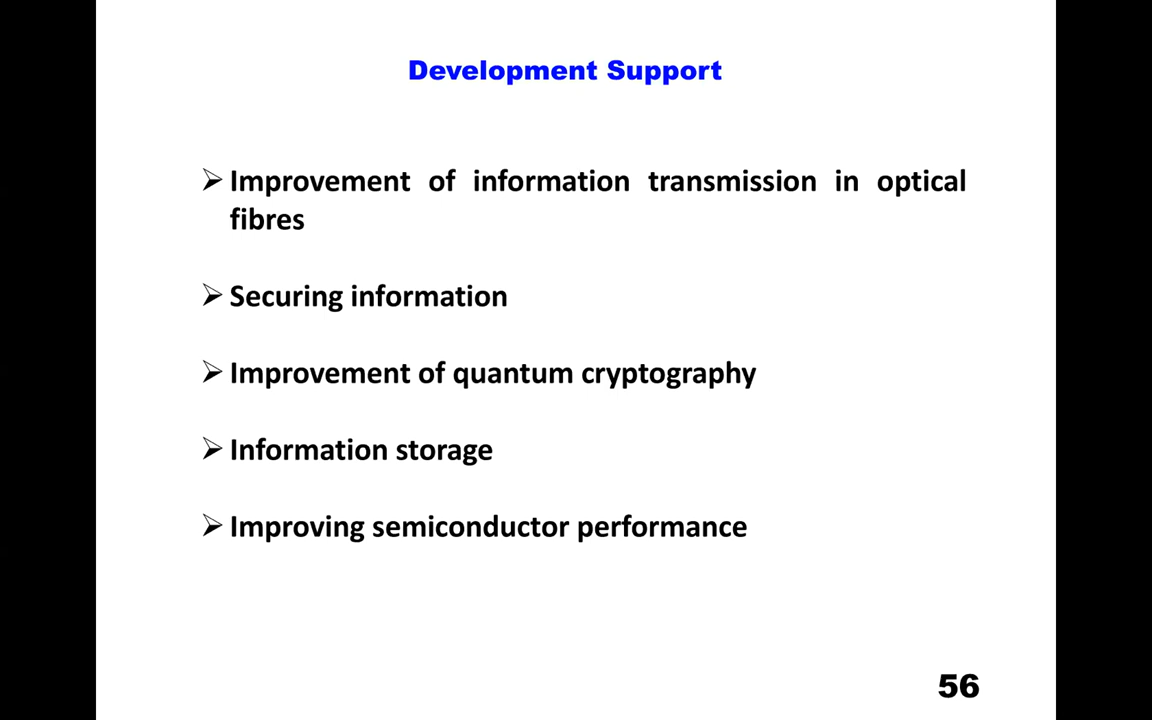 Development Support
➢ Improvement of information transmission in optical
fibres
➢ Securing information
➢ Improvement of quantum cryptography
➢ Information storage
➢ Improving semiconductor performance
56